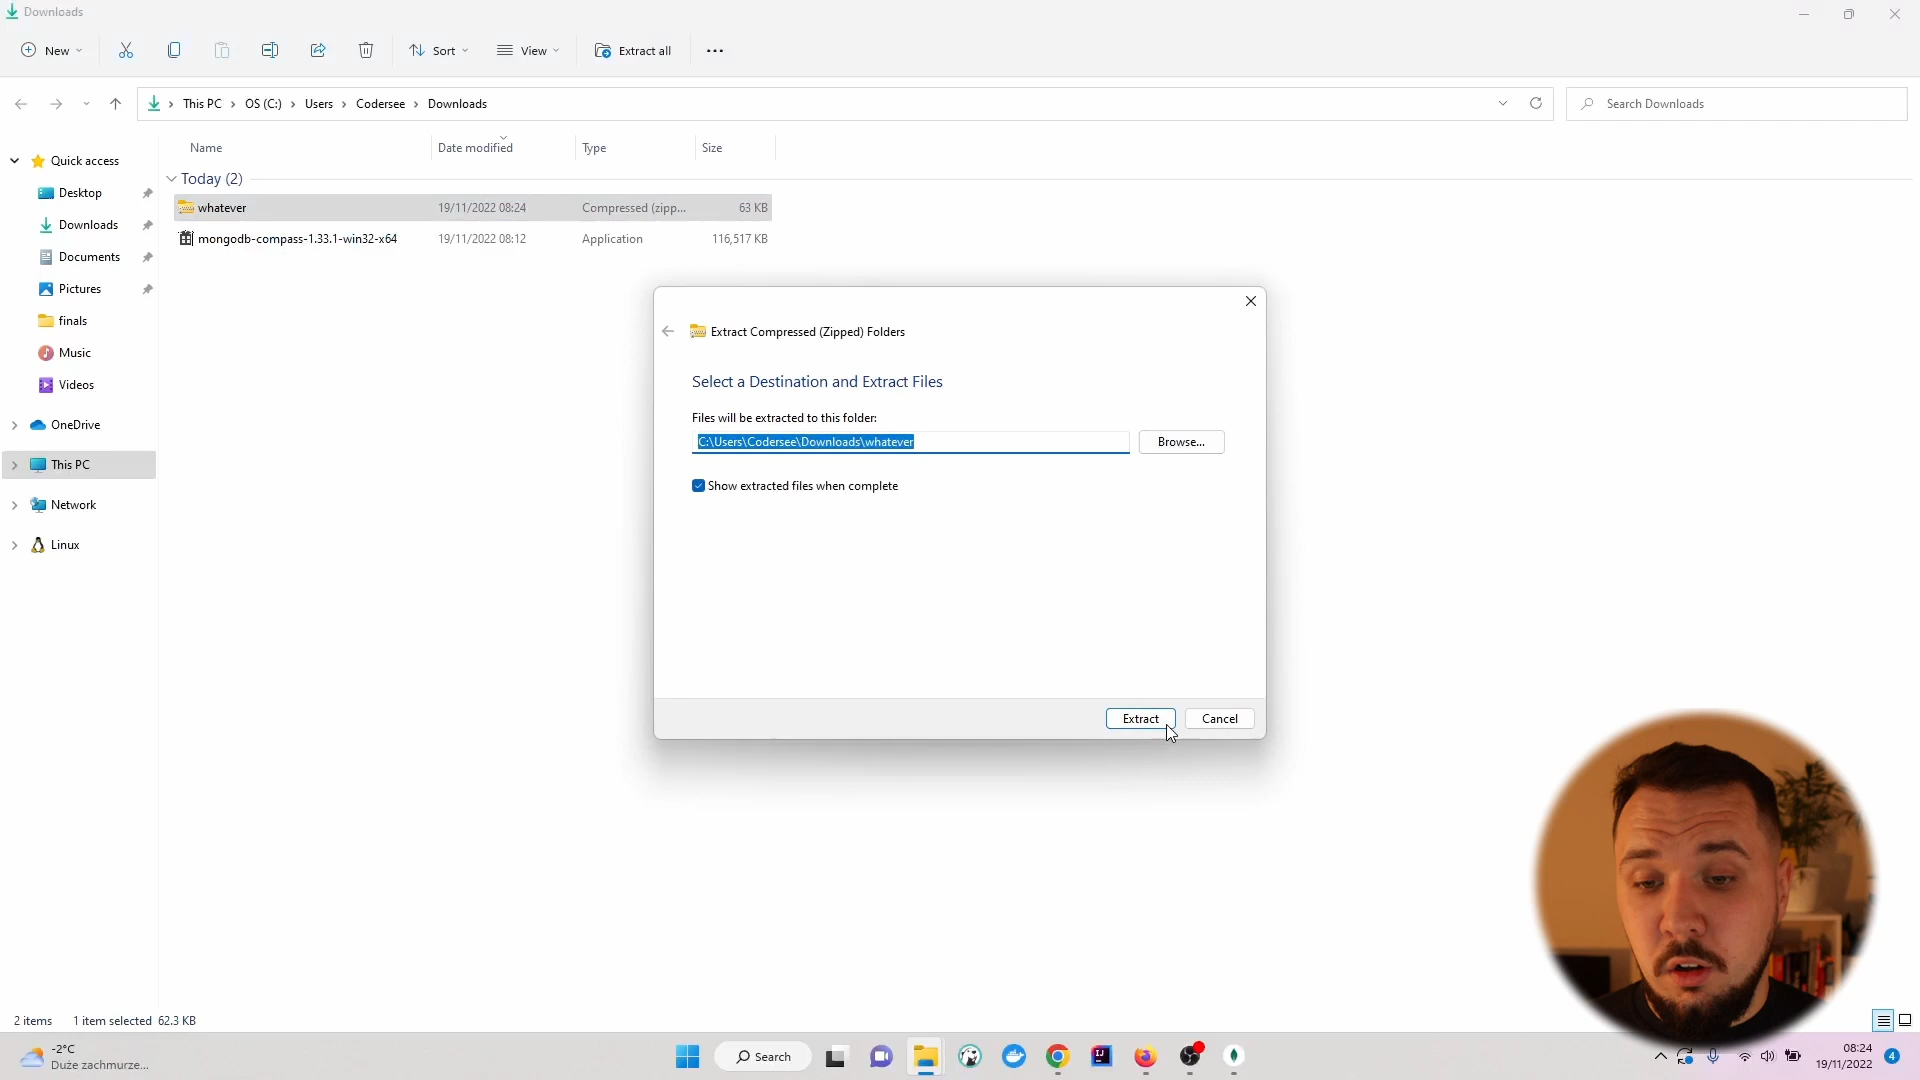 Downloads
New
Sort
View
Extract all
This PC > OS (C:) > Users > Codersee > Downloads
Search Downloads
Name Date modified Type Size
Quick access
Desktop
Downloads
Documents
Pictures
finals
Music
Videos
OneDrive
This PC
Network
Linux
Today (2)
whatever 19/11/2022 08:24 Compressed (zipp... 63 KB
mongodb-compass-1.33.1-win32-x64 19/11/2022 08:12 Application 116,517 KB
Extract Compressed (Zipped) Folders
Select a Destination and Extract Files
Files will be extracted to this folder:
C:\Users\Codersee\Downloads\whatever
Browse...
Show extracted files when complete
Extract Cancel
2 items 1 item selected 62.3 KB
-2°C
Duże zachmurze...
Search
IJ
08:24
19/11/2022
4